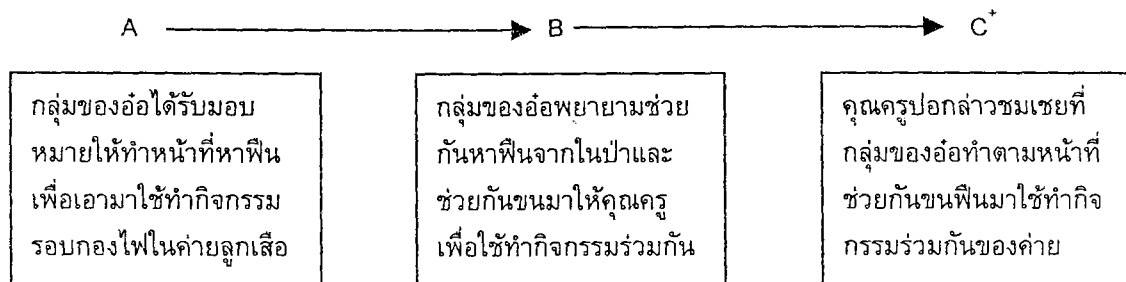 A B C+
กลุ่มของอ๋อได้รับมอบ
หมายให้ทำหน้าที่หาฟืน
เพื่อเอามาใช้ทำกิจกรรม
รอบกองไฟในค่ายลูกเสือ
กลุ่มของอ๋อพยายามช่วย
กันหาฟืนจากในป่าและ
ช่วยกันขนมาให้คุณครู
เพื่อใช้ทำกิจกรรมร่วมกัน
คุณครูปอกล่าวชมเชยที่
กลุ่มของอ๋อทำตามหน้าที่
ช่วยกันขนฟืนมาใช้ทำกิจ
กรรมร่วมกันของค่าย